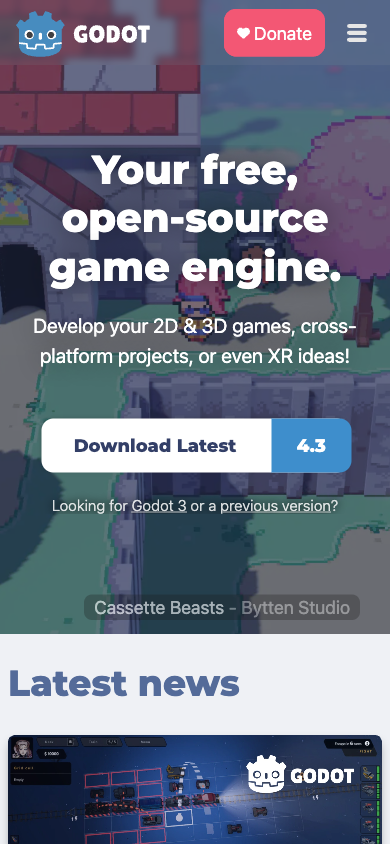 GODOT
Donate
Your free,
open-source
game engine.
Develop your 2D & 3D games, cross-
platform projects, or even XR ideas!
Download Latest 4.3
Looking for Godot 3 or a previous version?
Cassette Beasts - Bytten Studio
Latest news
GODOT